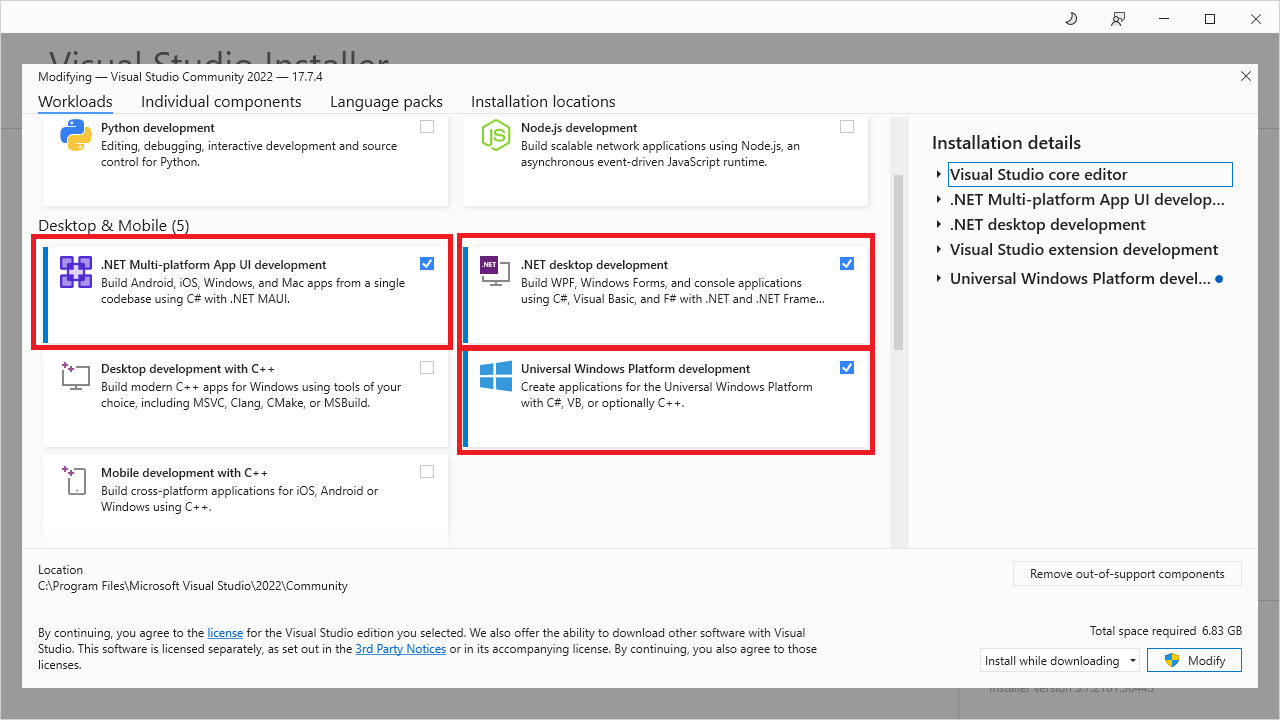 Visual Studio Installer
Modifying — Visual Studio Community 2022 — 17.7.4
Workloads
Individual components
Language packs
Installation locations
Python development
Editing, debugging, interactive development and source
control for Python.
Node.js development
Build scalable network applications using Node.js, an
asynchronous event-driven JavaScript runtime.
Desktop & Mobile (5)
.NET Multi-platform App UI development
Build Android, iOS, Windows, and Mac apps from a single
codebase using C# with .NET MAUI.
.NET
.NET desktop development
Build WPF, Windows Forms, and console applications
using C#, Visual Basic, and F# with .NET and .NET Frame...
Desktop development with C++
Build modern C++ apps for Windows using tools of your
choice, including MSVC, Clang, CMake, or MSBuild.
Universal Windows Platform development
Create applications for the Universal Windows Platform
with C#, VB, or optionally C++.
Mobile development with C++
Build cross-platform applications for iOS, Android or
Windows using C++.
Installation details
Visual Studio core editor
.NET Multi-platform App UI develop...
.NET desktop development
Visual Studio extension development
Universal Windows Platform devel...
Location
C:\Program Files\Microsoft Visual Studio\2022\Community
Remove out-of-support components
By continuing, you agree to the license for the Visual Studio edition you selected. We also offer the ability to download other software with Visual
Studio. This software is licensed separately, as set out in the 3rd Party Notices or in its accompanying license. By continuing, you also agree to those
licenses.
Total space required 6.83 GB
Install while downloading
Modify